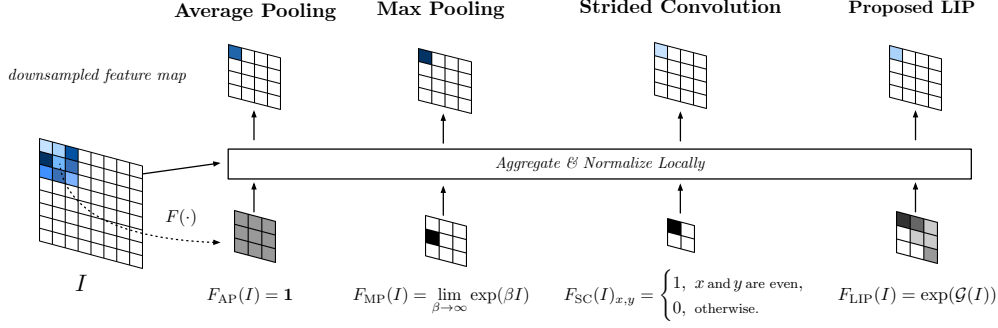 Average Pooling
Max Pooling
Strided Convolution
Proposed LIP
downsampled feature map
Aggregate & Normalize Locally
F(·)
I
F_AP(I) = 1
F_MP(I) = lim_{β→∞} exp(βI)
F_SC(I)_{x,y} = { 1, x and y are even,
0, otherwise.
F_LIP(I) = exp(𝒢(I))